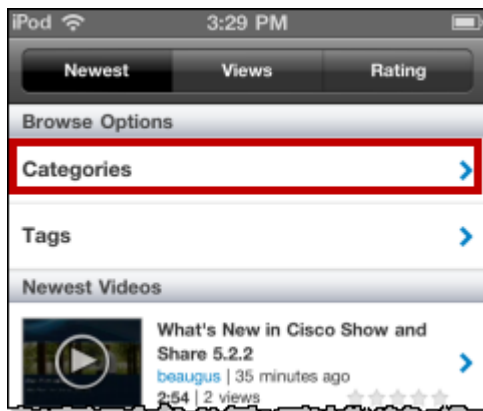 iPod 3:29 PM
Newest Views Rating
Browse Options
Categories
Tags
Newest Videos
What's New in Cisco Show and
Share 5.2.2
beaugus | 35 minutes ago
2:54 | 2 views